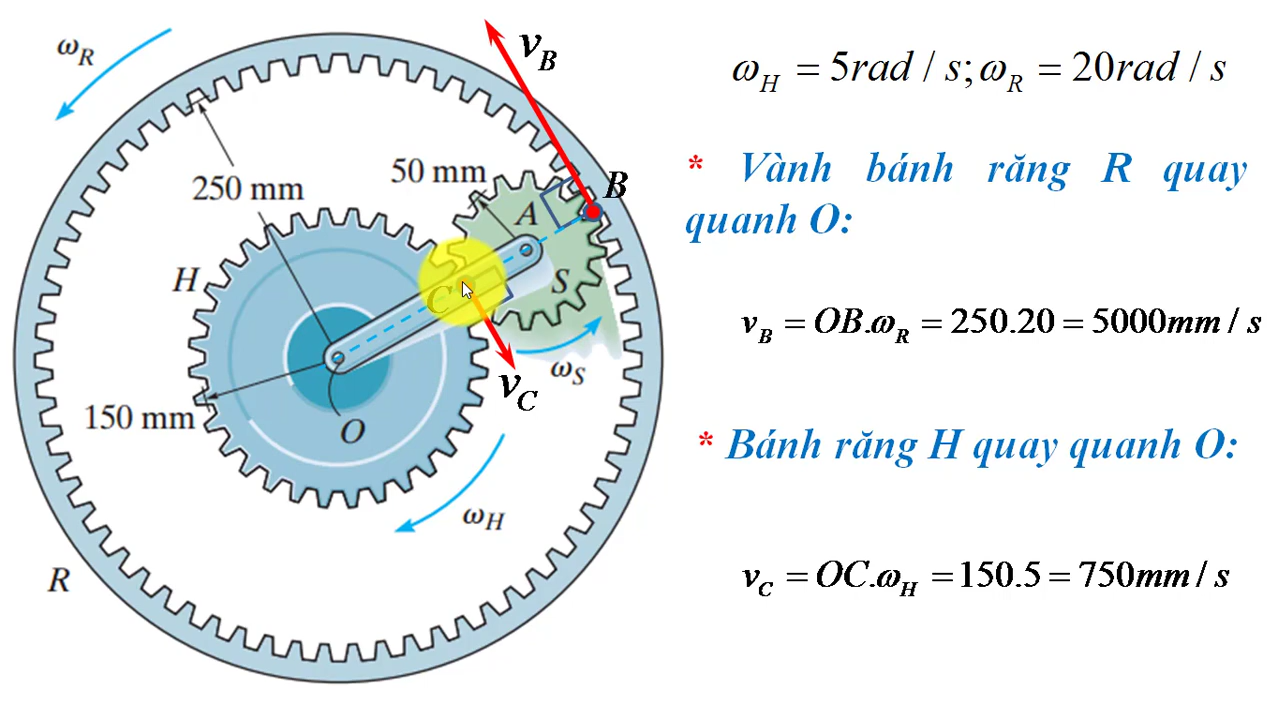 ω_R
v_B
ω_H = 5rad / s; ω_R = 20rad / s
* Vành bánh răng R quay
quanh O:
50 mm
250 mm
B
A
H
S
C
v_B = OB.ω_R = 250.20 = 5000mm / s
ω_S
v_C
150 mm
O
* Bánh răng H quay quanh O:
ω_H
R
v_C = OC.ω_H = 150.5 = 750mm / s